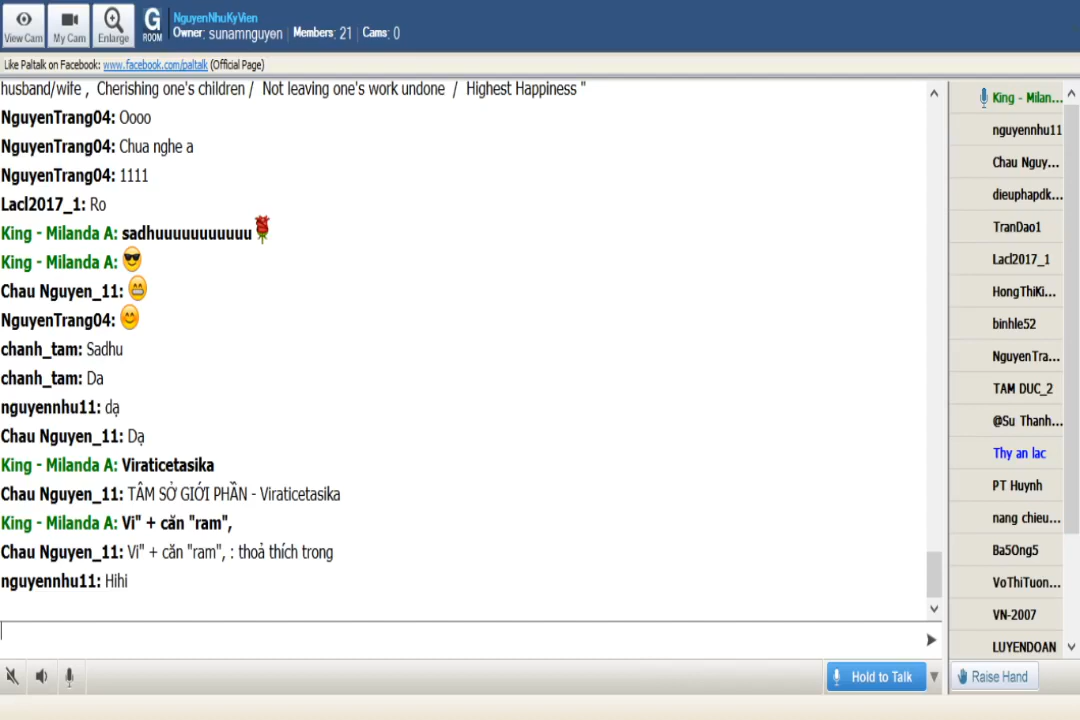 View Cam
My Cam
Enlarge
G
ROOM
NguyenNhuKyVien
Owner: sunamnguyen | Members: 21 | Cams: 0
Like Paltalk on Facebook: www.facebook.com/paltalk (Official Page)
husband/wife , Cherishing one's children / Not leaving one's work undone / Highest Happiness "
NguyenTrang04: Oooo
NguyenTrang04: Chua nghe a
NguyenTrang04: 1111
Lacl2017_1: Ro
King - Milanda A: sadhuuuuuuuuuuu
King - Milanda A:
Chau Nguyen_11:
NguyenTrang04:
chanh_tam: Sadhu
chanh_tam: Da
nguyennhu11: dạ
Chau Nguyen_11: Dạ
King - Milanda A: Viraticetasika
Chau Nguyen_11: TÂM SỞ GIỚI PHẦN - Viraticetasika
King - Milanda A: Vi" + căn "ram",
Chau Nguyen_11: Vi" + căn "ram", : thoả thích trong
nguyennhu11: Hihi
King - Milan...
nguyennhu11
Chau Nguy...
dieuphapdk...
TranDao1
Lacl2017_1
HongThiKi...
binhle52
NguyenTra...
TAM DUC_2
@Su Thanh...
Thy an lac
PT Huynh
nang chieu...
Ba5Ong5
VoThiTuon...
VN-2007
LUYENDOAN
Hold to Talk
Raise Hand